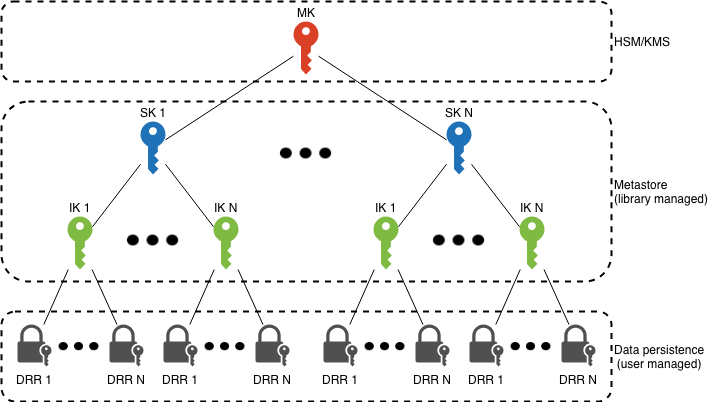 MK
HSM/KMS
SK 1
SK N
Metastore
(library managed)
IK 1
IK N
IK 1
IK N
Data persistence
(user managed)
DRR 1
DRR N
DRR 1
DRR N
DRR 1
DRR N
DRR 1
DRR N